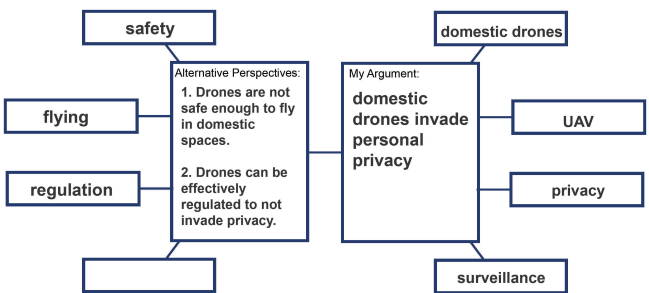 safety
flying
regulation
Alternative Perspectives:
1. Drones are not
safe enough to fly
in domestic
spaces.
2. Drones can be
effectively
regulated to not
invade privacy.
My Argument:
domestic
drones invade
personal
privacy
domestic drones
UAV
privacy
surveillance